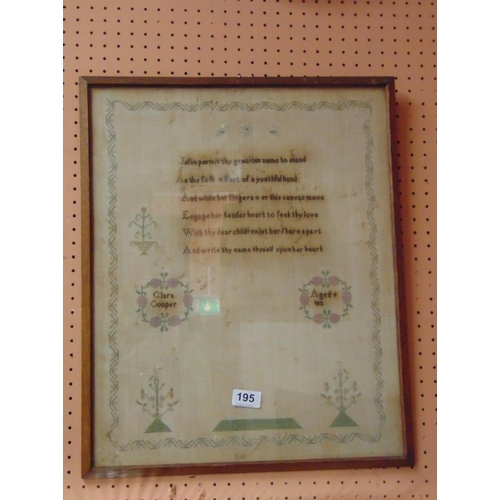 Jesus permit thy gracious name to stand
As the first effort of a youthful hand
And while her fingers o er this canvas move
Engage her tender heart to seek thy love
With thy dear children let her share a part
And write thy name thyself upon her heart
Clara
Cooper
Aged
195